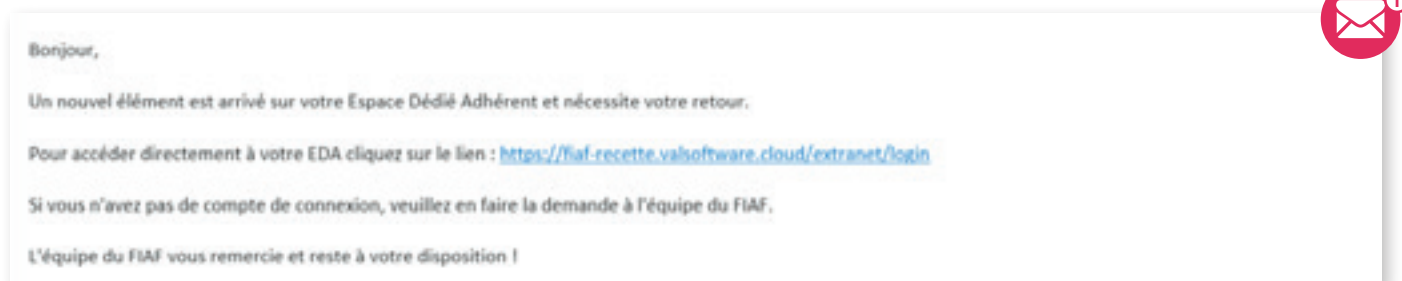 Bonjour,
Un nouvel élément est arrivé sur votre Espace Dédié Adhérent et nécessite votre retour.
Pour accéder directement à votre EDA cliquez sur le lien : https://fiaf-recette.valsoftware.cloud/extranet/login
Si vous n'avez pas de compte de connexion, veuillez en faire la demande à l'équipe du FIAF.
L'équipe du FIAF vous remercie et reste à votre disposition !